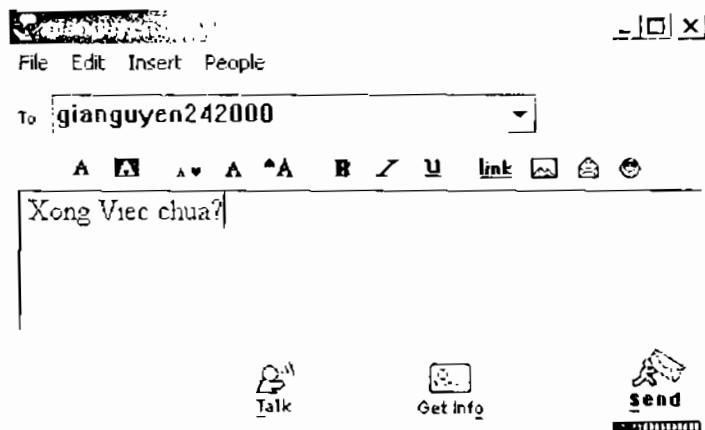 File Edit Insert People
To gianguyen242000
A A A A A B I U link
Xong Viec chua?
Talk Get Info Send